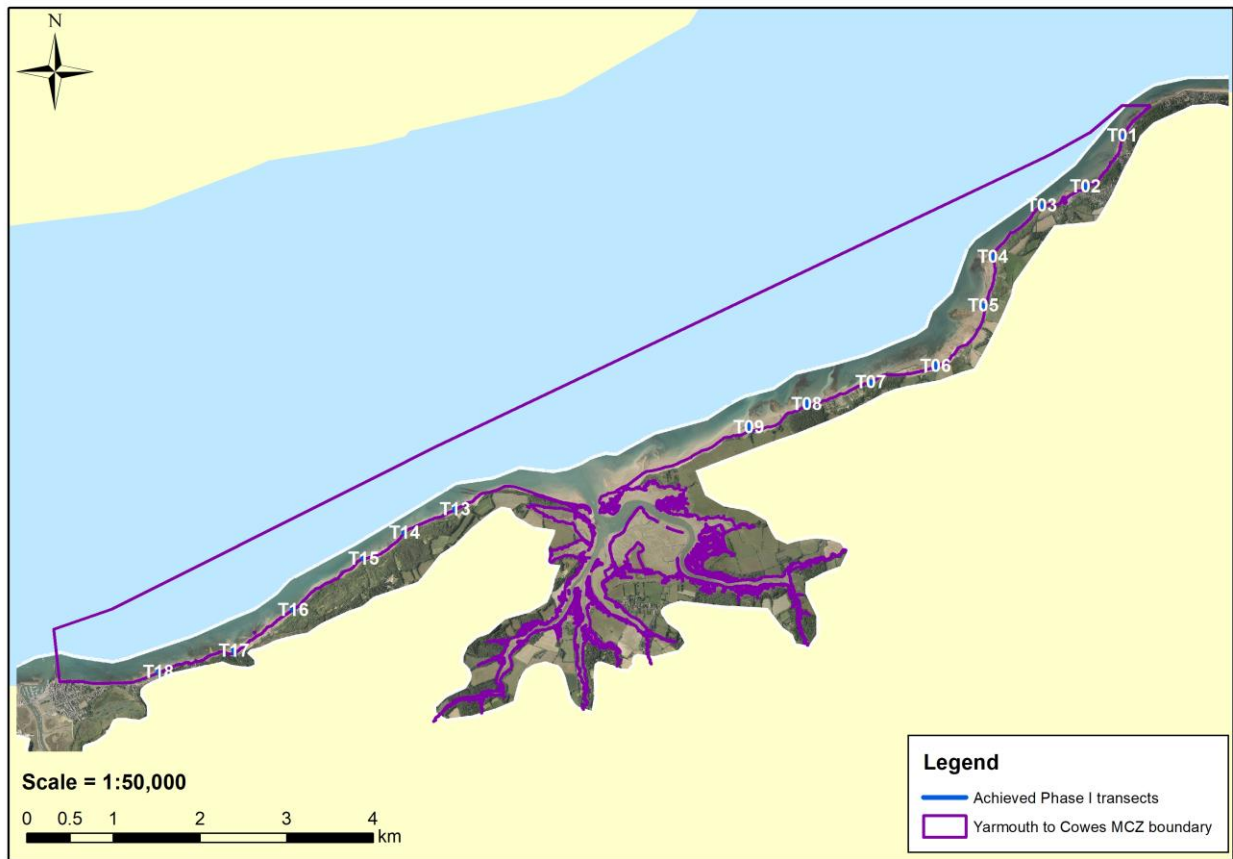 N
T01
T02
T03
T04
T05
T06
T07
T08
T09
T13
T14
T15
T16
T17
T18
Scale = 1:50,000
0 0.5 1 2 3 4
km
Legend
Achieved Phase I transects
Yarmouth to Cowes MCZ boundary